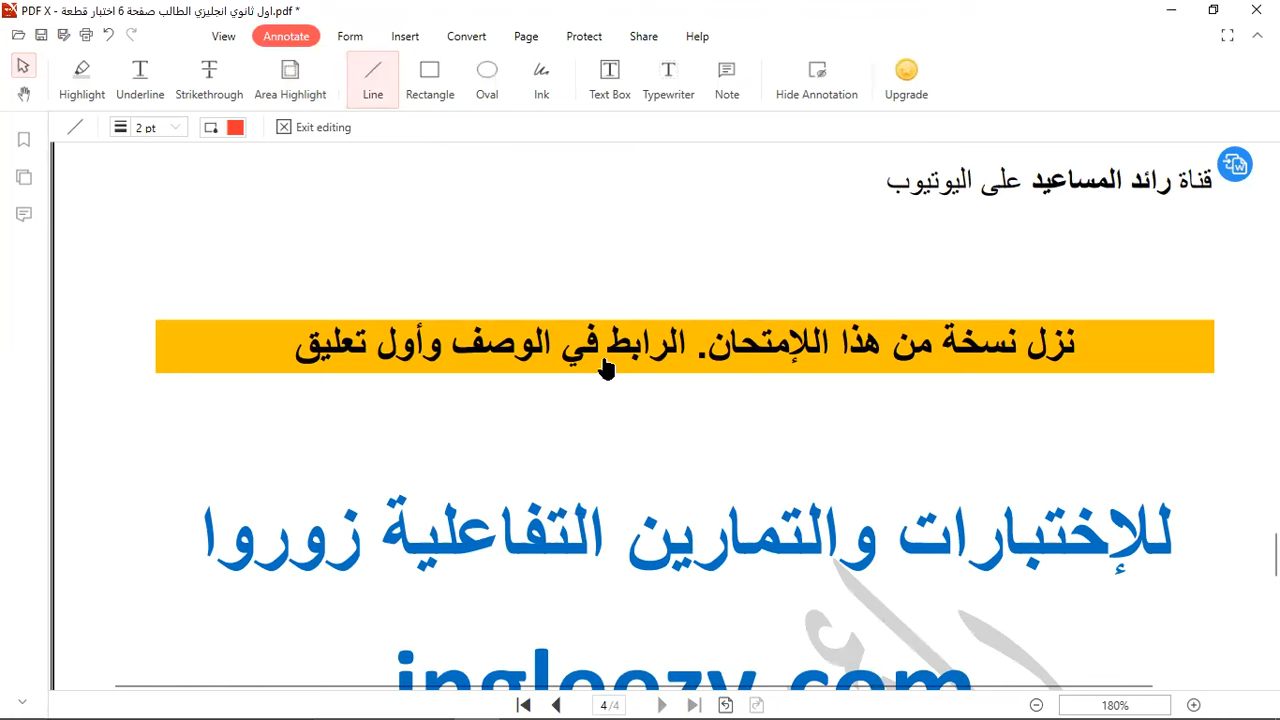 PDF X - اول ثانوي انجليزي الطالب صفحة 6 اختبار قطعة.pdf *
View Annotate Form Insert Convert Page Protect Share Help
Highlight Underline Strikethrough Area Highlight Line Rectangle Oval Ink Text Box Typewriter Note Hide Annotation Upgrade
2 pt Exit editing
قناة رائد المساعيد على اليوتيوب
نزل نسخة من هذا اللإمتحان. الرابط في الوصف وأول تعليق
للإختبارات والتمارين التفاعلية زوروا
ingleezy.com
4 /4 180%